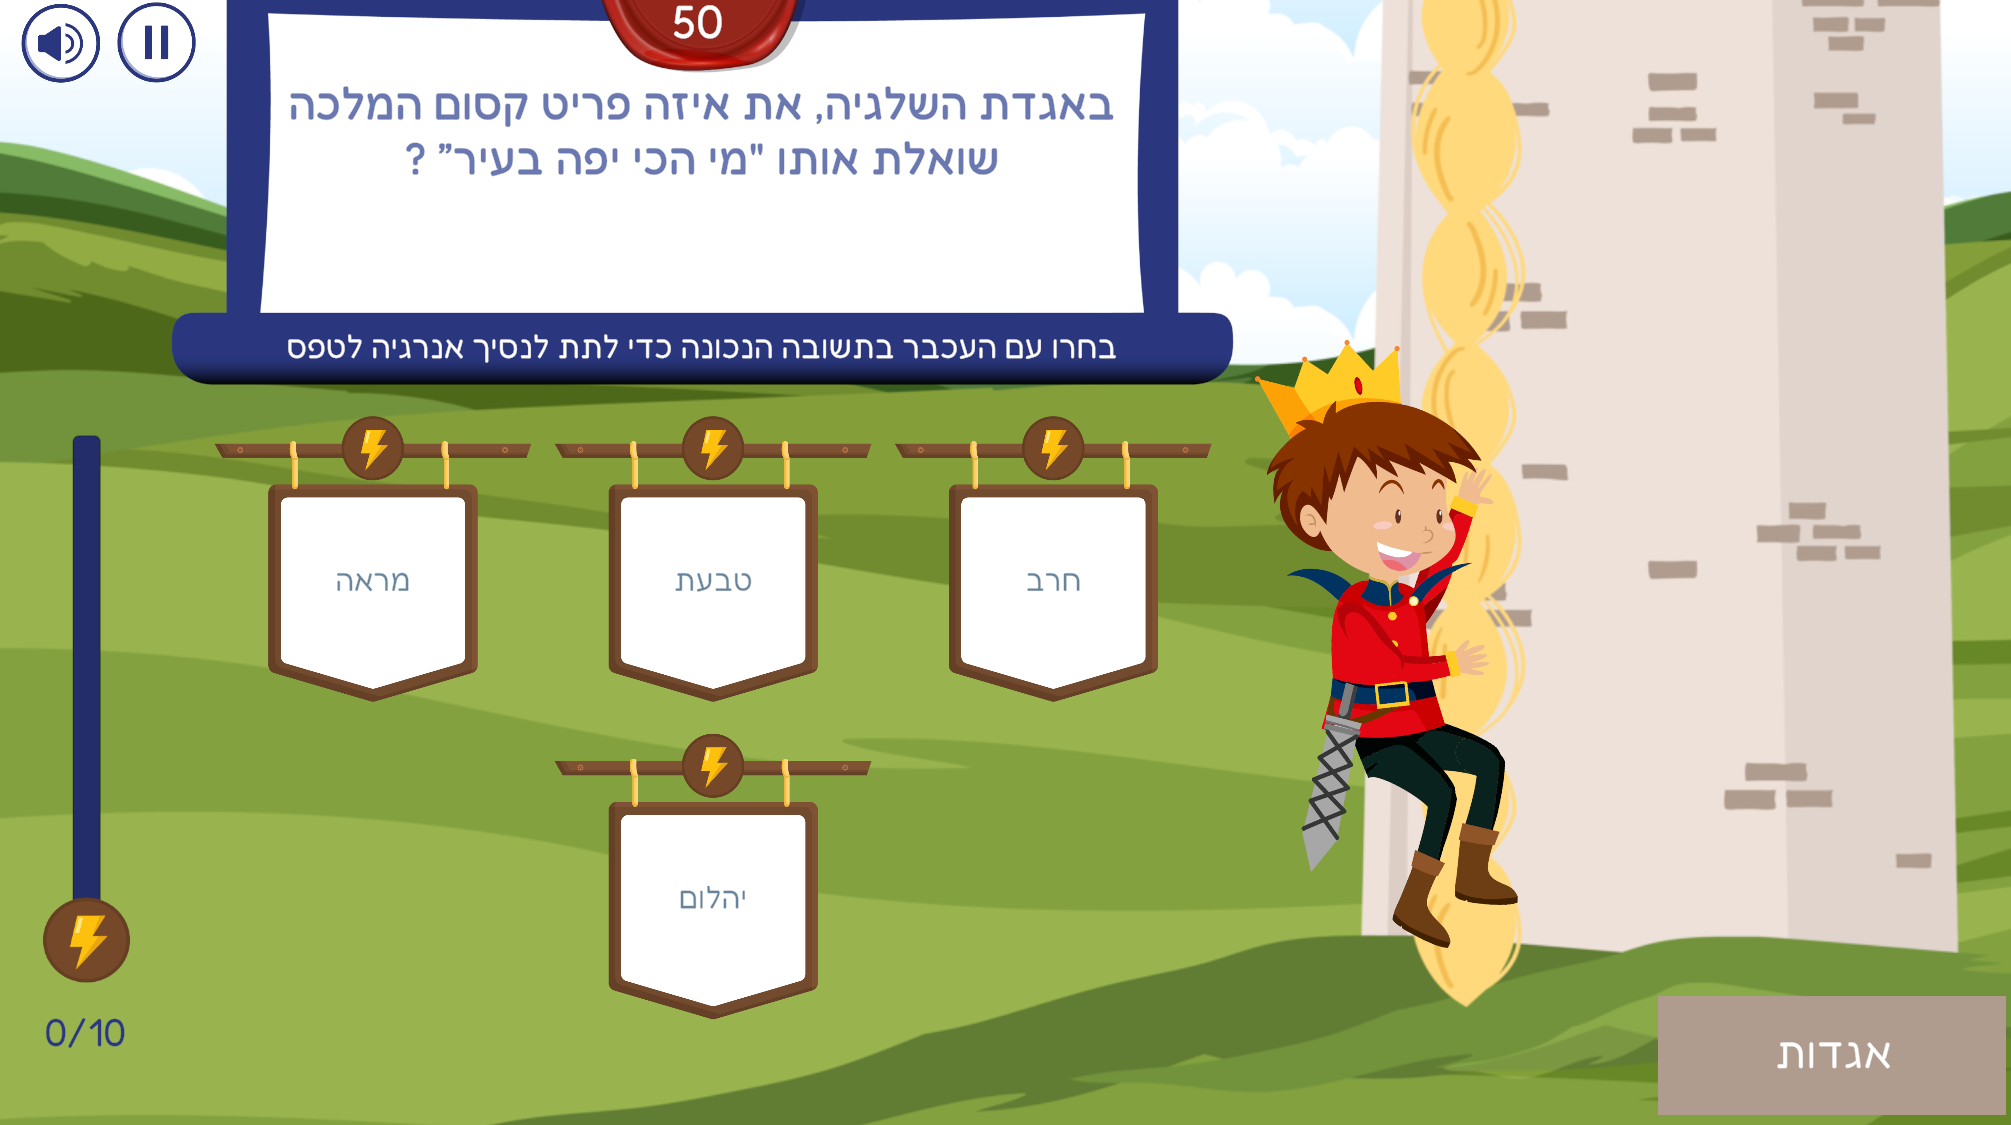 50
באגדת השלגיה, את איזה פריט קסום המלכה
שואלת אותו "מי הכי יפה בעיר" ?
בחרו עם העכבר בתשובה הנכונה כדי לתת לנסיך אנרגיה לטפס
חרב
טבעת
מראה
יהלום
0/10
אגדות